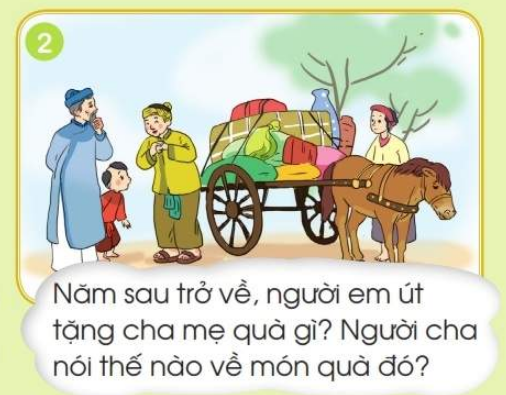 2
Năm sau trở về, người em út
tặng cha mẹ quà gì? Người cha
nói thế nào về món quà đó?